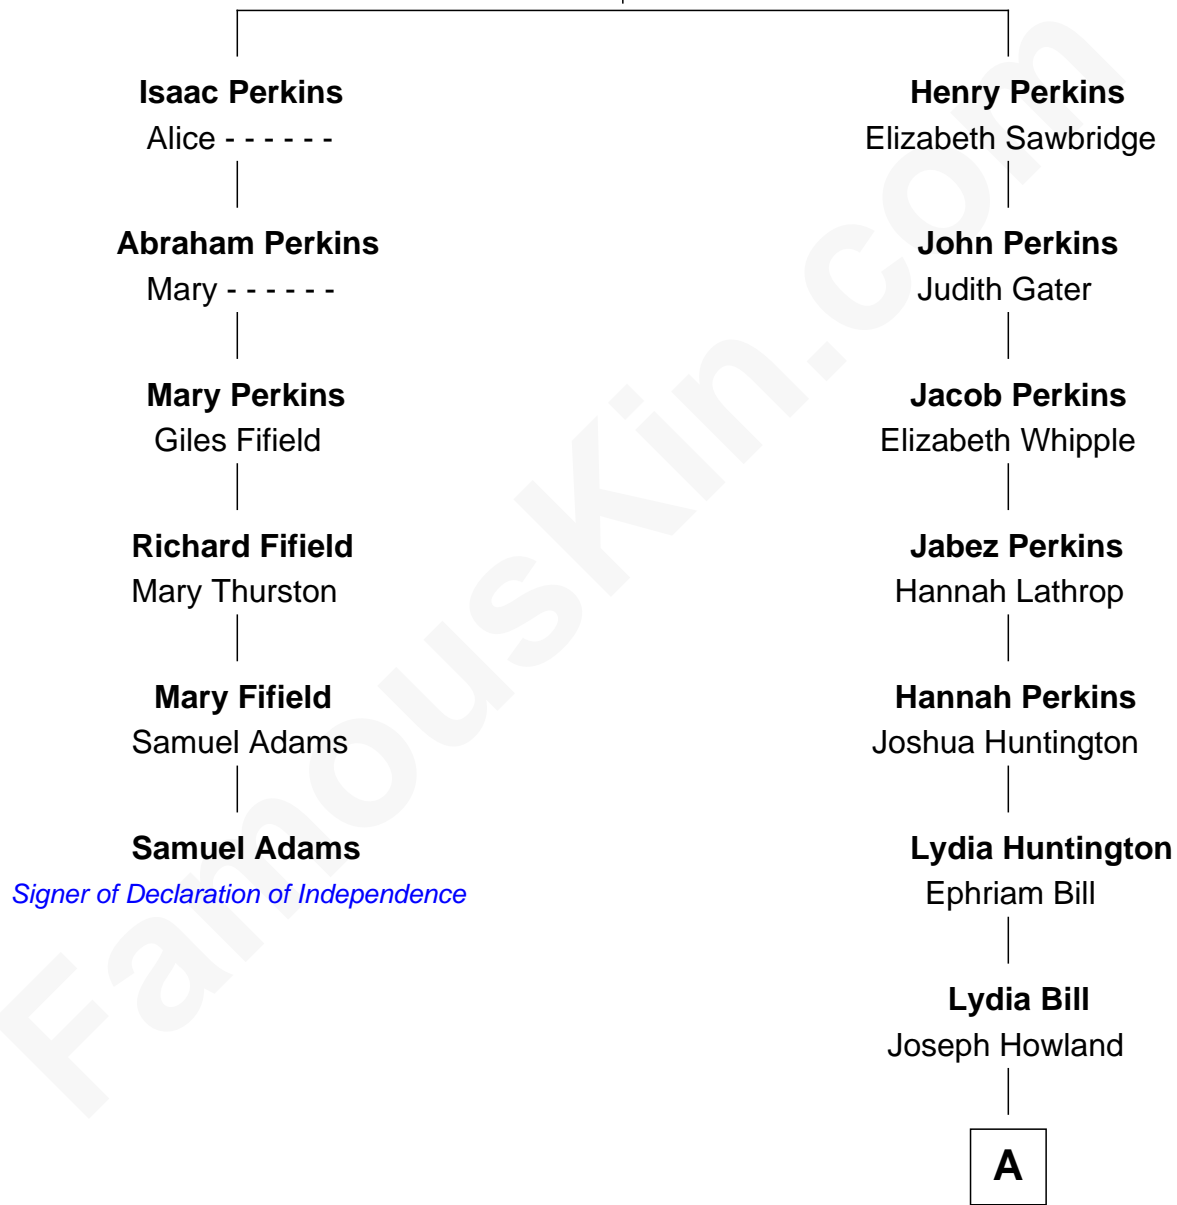 Isaac Perkins
Alice - - - - - -
Abraham Perkins
Mary - - - - - -
Mary Perkins
Giles Fifield
Richard Fifield
Mary Thurston
Mary Fifield
Samuel Adams
Samuel Adams
Signer of Declaration of Independence
Henry Perkins
Elizabeth Sawbridge
John Perkins
Judith Gater
Jacob Perkins
Elizabeth Whipple
Jabez Perkins
Hannah Lathrop
Hannah Perkins
Joshua Huntington
Lydia Huntington
Ephriam Bill
Lydia Bill
Joseph Howland
A
FamousKin.com